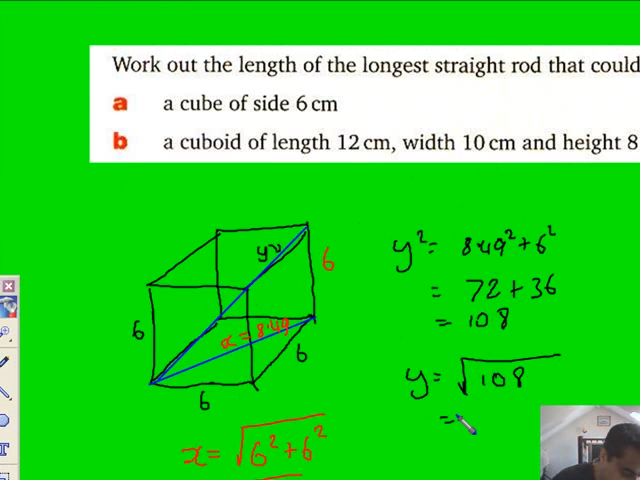 Work out the length of the longest straight rod that could
a a cube of side 6 cm
b a cuboid of length 12 cm, width 10 cm and height 8
y
6
x = 8.49
6
6
6
y² = 8.49² + 6²
= 72 + 36
= 108
y = √108
=
x = √6² + 6²